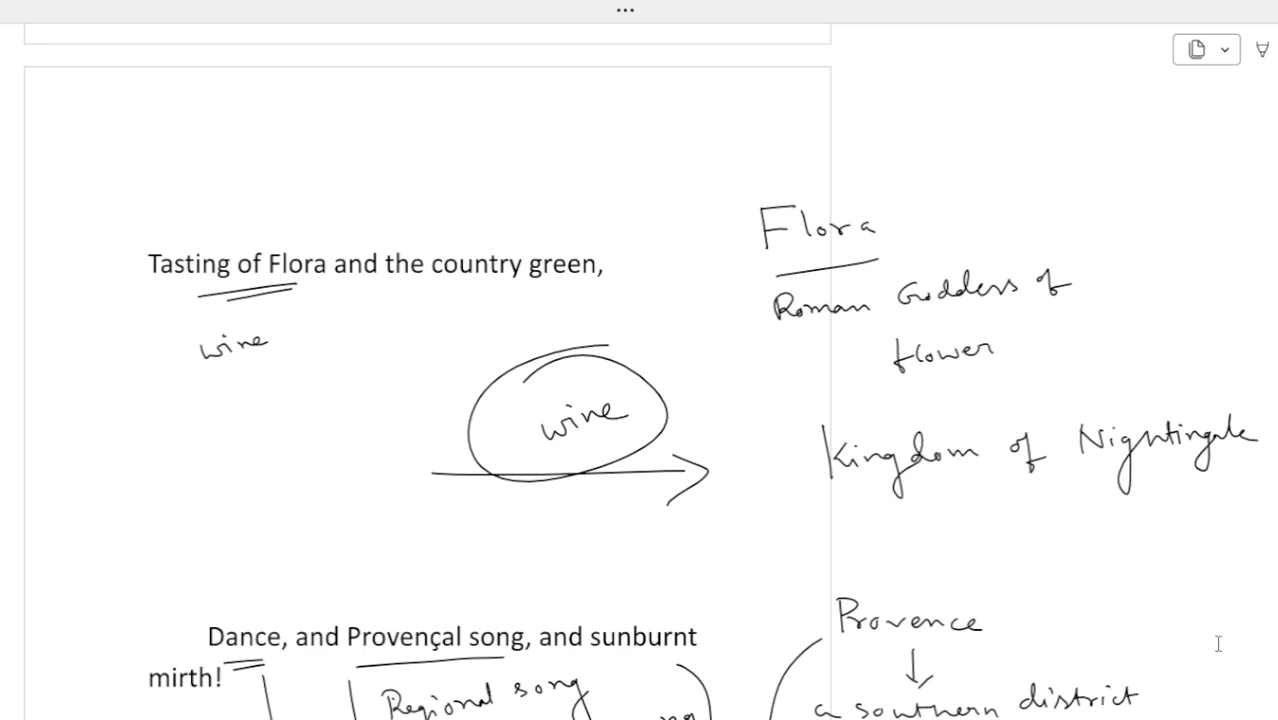 Flora
Tasting of Flora and the country green,
Roman Goddess of
flower
wine
wine
Kingdom of Nightingale
Provence
Dance, and Provençal song, and sunburnt
mirth!
Regional song
a southern district